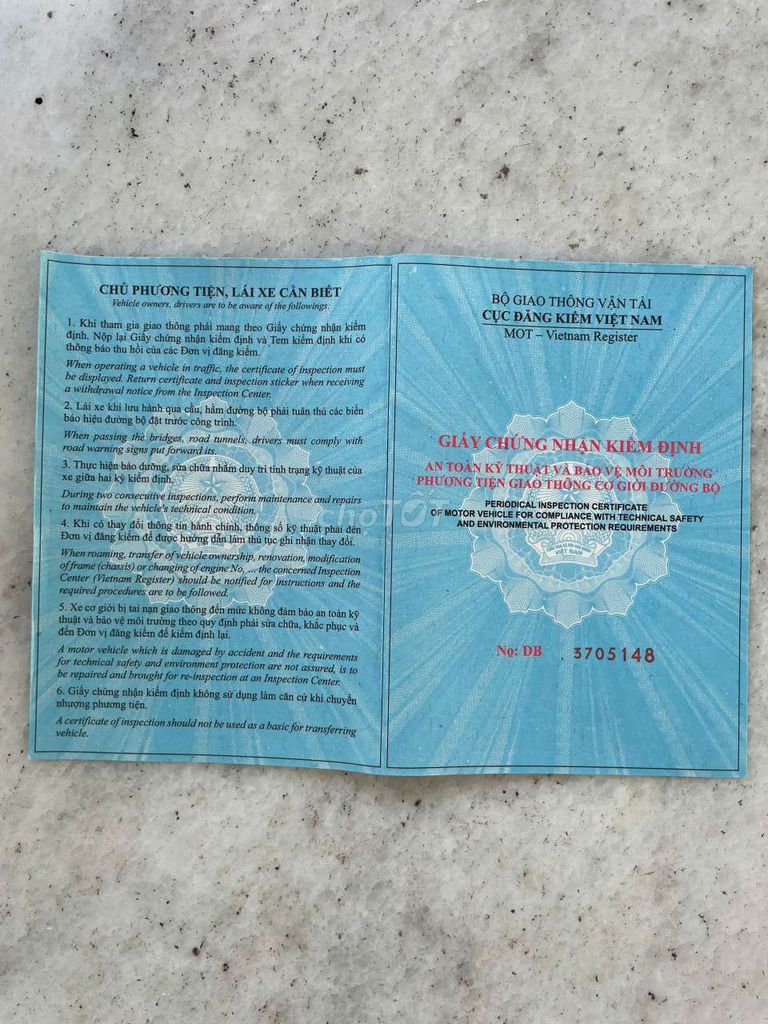 CHỦ PHƯƠNG TIỆN, LÁI XE CẦN BIẾT
Vehicle owners, drivers are to be aware of the followings:
1. Khi tham gia giao thông phải mang theo Giấy chứng nhận kiểm
định. Nộp lại Giấy chứng nhận kiểm định và Tem kiểm định khi có
thông báo thu hồi của các Đơn vị đăng kiểm.
When operating a vehicle in traffic, the certificate of inspection must
be displayed. Return certificate and inspection sticker when receiving
a withdrawal notice from the Inspection Center.
2. Lái xe khi lưu hành qua cầu, hầm đường bộ phải tuân thủ các biển
báo hiệu đường bộ đặt trước công trình.
When passing the bridges, road tunnels, drivers must comply with
road warning signs put forward its.
3. Thực hiện bảo dưỡng, sửa chữa nhằm duy trì tình trạng kỹ thuật của
xe giữa hai kỳ kiểm định.
During two consecutive inspections, perform maintenance and repairs
to maintain the vehicle's technical condition.
4. Khi có thay đổi thông tin hành chính, thông số kỹ thuật phải đến
Đơn vị đăng kiểm để được hướng dẫn làm thủ tục ghi nhận thay đổi.
When roaming, transfer of vehicle ownership, renovation, modification
of frame (chassis) or changing of engine No, ... the concerned Inspection
Center (Vietnam Register) should be notified for instructions and the
required procedures are to be followed.
5. Xe cơ giới bị tai nạn giao thông đến mức không đảm bảo an toàn kỹ
thuật và bảo vệ môi trường theo quy định phải sửa chữa, khắc phục và
đến Đơn vị đăng kiểm để kiểm định lại.
A motor vehicle which is damaged by accident and the requirements
for technical safety and environment protection are not assured, is to
be repaired and brought for re-inspection at an Inspection Center.
6. Giấy chứng nhận kiểm định không sử dụng làm căn cứ khi chuyển
nhượng phương tiện.
A certificate of inspection should not be used as a basic for transferring
vehicle.
BỘ GIAO THÔNG VẬN TẢI
CỤC ĐĂNG KIỂM VIỆT NAM
MOT – Vietnam Register
GIẤY CHỨNG NHẬN KIỂM ĐỊNH
AN TOÀN KỸ THUẬT VÀ BẢO VỆ MÔI TRƯỜNG
PHƯƠNG TIỆN GIAO THÔNG CƠ GIỚI ĐƯỜNG BỘ
PERIODICAL INSPECTION CERTIFICATE
OF MOTOR VEHICLE FOR COMPLIANCE WITH TECHNICAL SAFETY
AND ENVIRONMENTAL PROTECTION REQUIREMENTS
VIỆT NAM
No: DB 3705148
chợTỐT